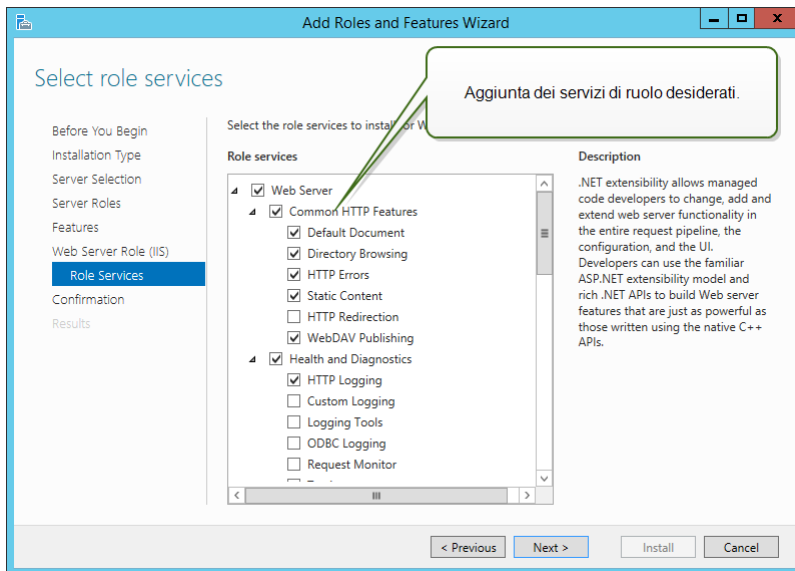 Add Roles and Features Wizard
Select role services
Aggiunta dei servizi di ruolo desiderati.
Before You Begin
Installation Type
Server Selection
Server Roles
Features
Web Server Role (IIS)
Role Services
Confirmation
Results
Select the role services to install for W
Role services
Web Server
Common HTTP Features
Default Document
Directory Browsing
HTTP Errors
Static Content
HTTP Redirection
WebDAV Publishing
Health and Diagnostics
HTTP Logging
Custom Logging
Logging Tools
ODBC Logging
Request Monitor
Description
.NET extensibility allows managed
code developers to change, add and
extend web server functionality in
the entire request pipeline, the
configuration, and the UI.
Developers can use the familiar
ASP.NET extensibility model and
rich .NET APIs to build Web server
features that are just as powerful as
those written using the native C++
APIs.
< Previous
Next >
Install
Cancel